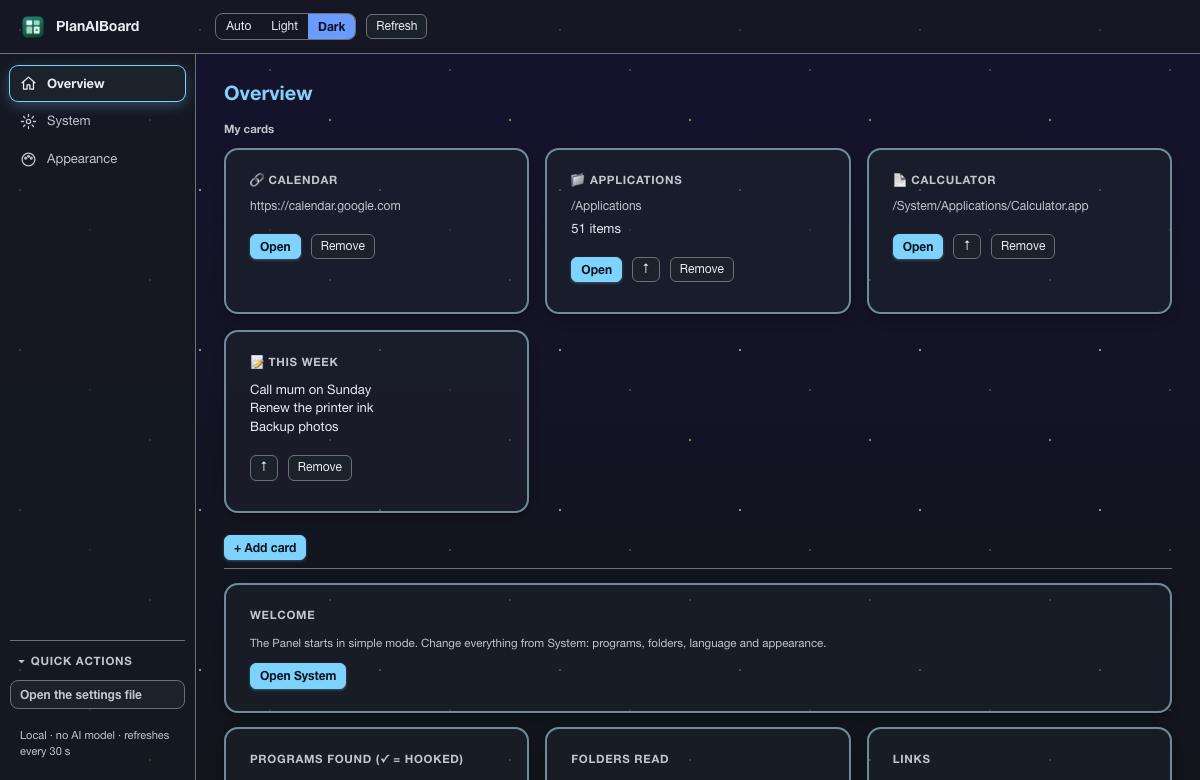 PlanAIBoard
Auto Light Dark Refresh
Overview
System
Appearance
QUICK ACTIONS
Open the settings file
Local · no AI model · refreshes
every 30 s
Overview
My cards
CALENDAR
https://calendar.google.com
Open Remove
APPLICATIONS
/Applications
51 items
Open ↑ Remove
CALCULATOR
/System/Applications/Calculator.app
Open ↑ Remove
THIS WEEK
Call mum on Sunday
Renew the printer ink
Backup photos
↑ Remove
+ Add card
WELCOME
The Panel starts in simple mode. Change everything from System: programs, folders, language and appearance.
Open System
PROGRAMS FOUND (✓ = HOOKED)
FOLDERS READ
LINKS